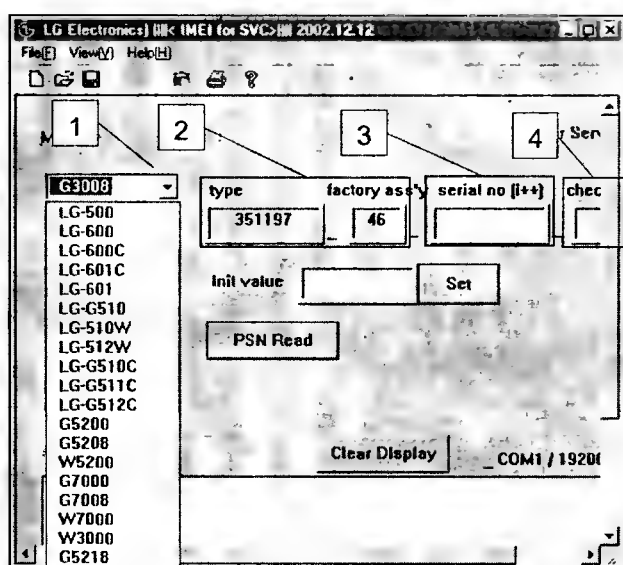 LG Electronics] < IMEI for SVC> 2002.12.12
File(F) View(V) Help(H)
1
2
3
4
Ser
G3008
type
factory ass'y
serial no (i++)
chec
351197
_
46
LG-500
LG-600
LG-600C
LG-601C
LG-601
LG-G510
LG-510W
LG-512W
LG-G510C
LG-G511C
LG-G512C
G5200
G5208
W5200
G7000
G7008
W7000
W3000
G5218
Init value
Set
PSN Read
Clear Display
_ COM1 / 1920